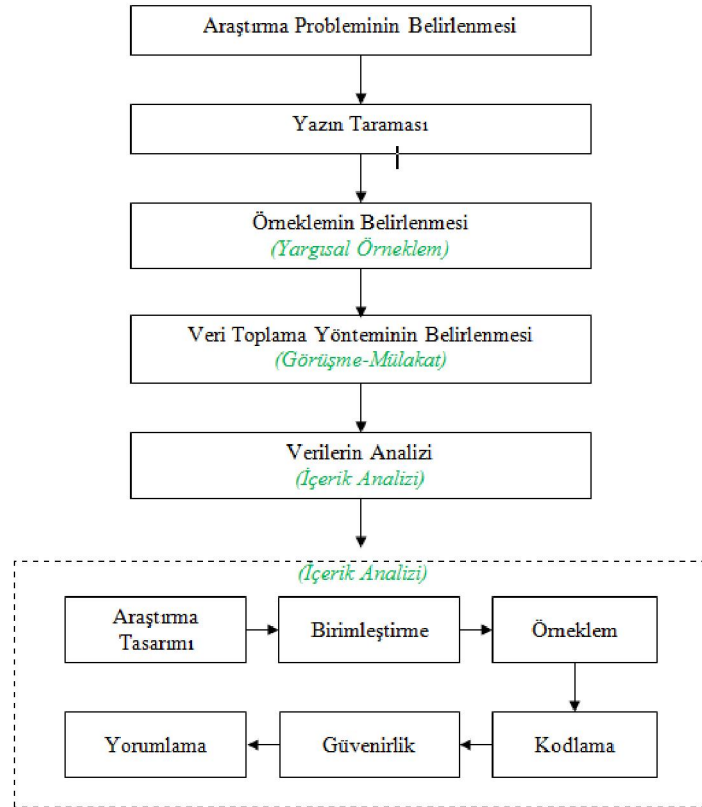 Araştırma Probleminin Belirlenmesi
Yazın Taraması
Örneklemin Belirlenmesi
(Yargısal Örneklem)
Veri Toplama Yönteminin Belirlenmesi
(Görüşme-Mülakat)
Verilerin Analizi
(İçerik Analizi)
(İçerik Analizi)
Araştırma
Tasarımı
Birimleştirme
Örneklem
Yorumlama
Güvenirlik
Kodlama